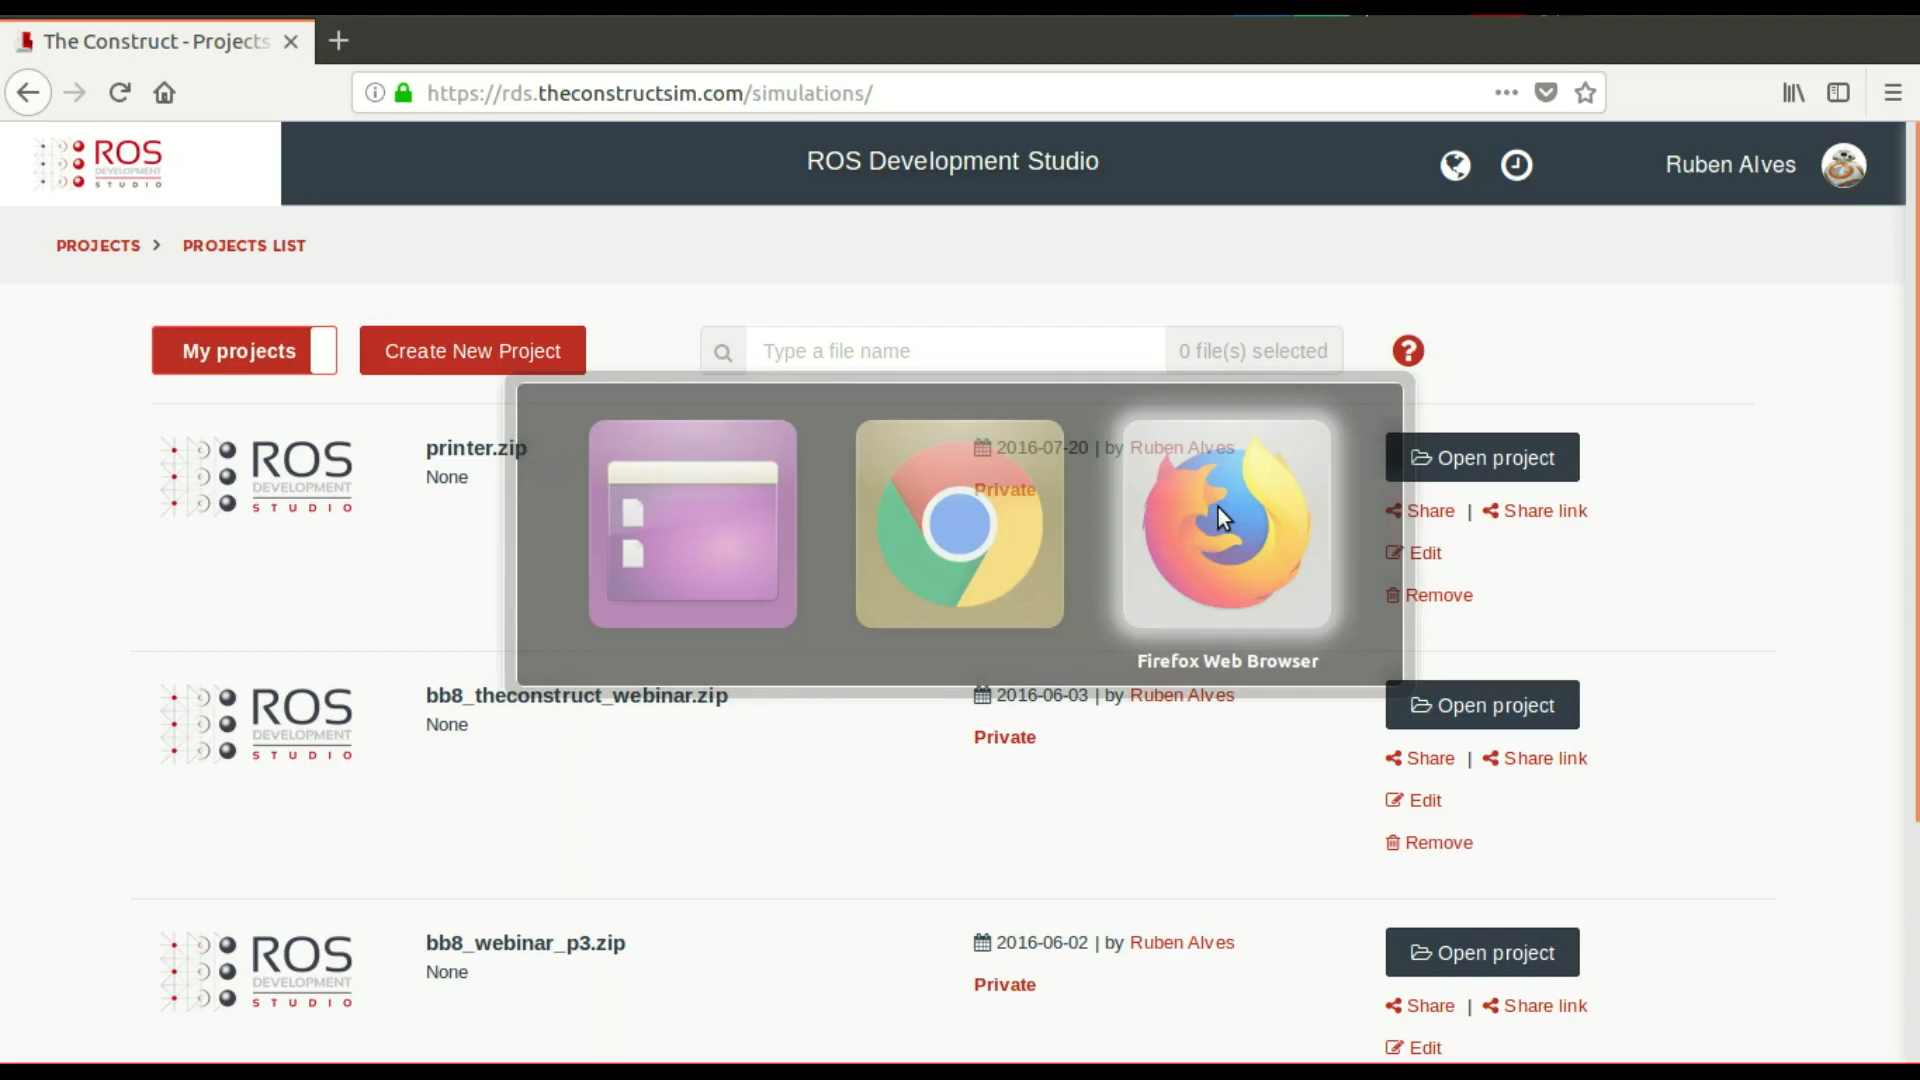 The Construct - Projects
https://rds.theconstructsim.com/simulations/
ROS
DEVELOPMENT
STUDIO
ROS Development Studio
Ruben Alves
PROJECTS > PROJECTS LIST
My projects
Create New Project
Type a file name
0 file(s) selected
?
ROS
DEVELOPMENT
STUDIO
printer.zip
None
2016-07-20 | by Ruben Alves
Private
Open project
Share | Share link
Edit
Remove
Firefox Web Browser
ROS
DEVELOPMENT
STUDIO
bb8_theconstruct_webinar.zip
None
2016-06-03 | by Ruben Alves
Private
Open project
Share | Share link
Edit
Remove
ROS
DEVELOPMENT
STUDIO
bb8_webinar_p3.zip
None
2016-06-02 | by Ruben Alves
Private
Open project
Share | Share link
Edit